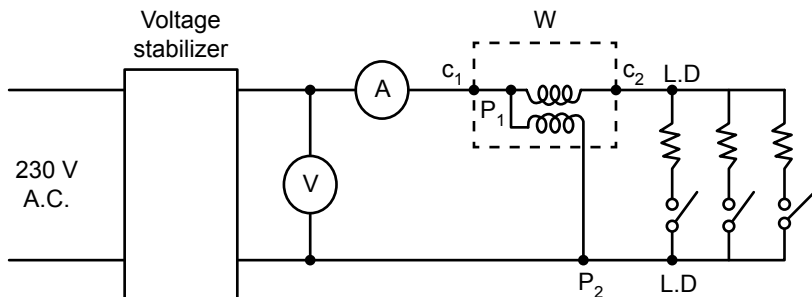 Voltage
stabilizer
W
c1
c2
L.D
A
P1
230 V
A.C.
V
P2
L.D